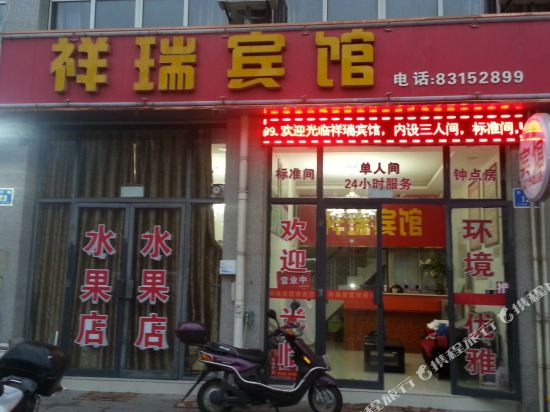 祥瑞宾馆
电话:83152899
99. 欢迎光临祥瑞宾馆, 内设三人间, 标准间,
标准间
单人间
24小时服务
钟点房
祥瑞宾馆
水果店
水果店
欢迎
营业中
环境
优雅
23
携程旅行
携程